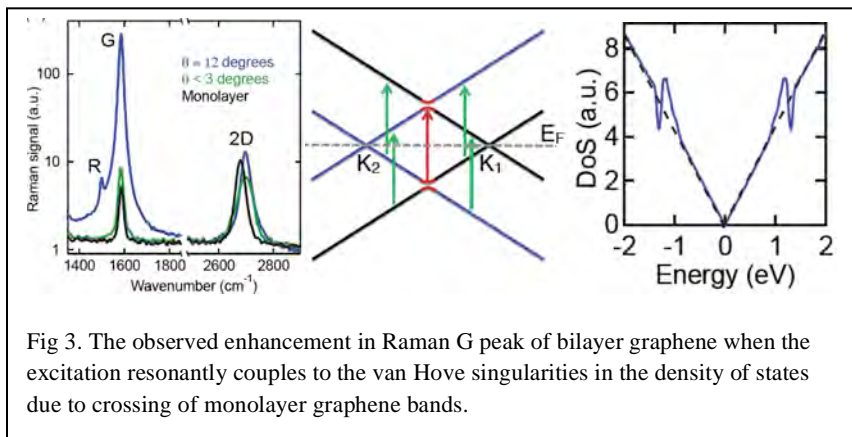 G
θ = 12 degrees
θ < 3 degrees
Monolayer
R
2D
Raman signal (a.u.)
100
10
1
1400 1600 1800 2600 2800
Wavenumber (cm⁻¹)
E_F
K₂ K₁
DoS (a.u.)
8
6
4
2
0
-2 -1 0 1 2
Energy (eV)
Fig 3. The observed enhancement in Raman G peak of bilayer graphene when the
excitation resonantly couples to the van Hove singularities in the density of states
due to crossing of monolayer graphene bands.